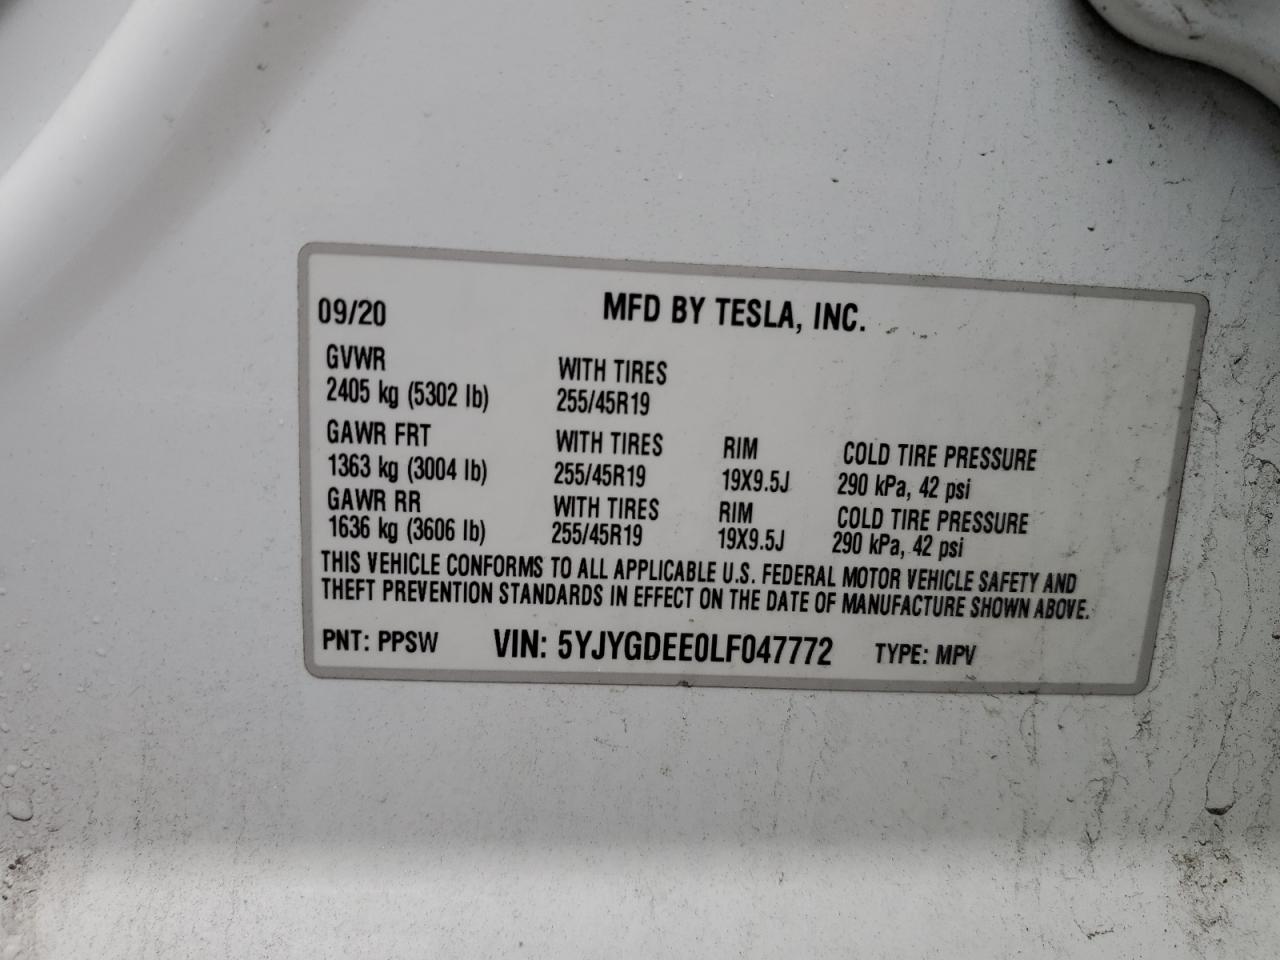 09/20 MFD BY TESLA, INC.
GVWR WITH TIRES
2405 kg (5302 lb) 255/45R19
GAWR FRT WITH TIRES RIM COLD TIRE PRESSURE
1363 kg (3004 lb) 255/45R19 19X9.5J 290 kPa, 42 psi
GAWR RR WITH TIRES RIM COLD TIRE PRESSURE
1636 kg (3606 lb) 255/45R19 19X9.5J 290 kPa, 42 psi
THIS VEHICLE CONFORMS TO ALL APPLICABLE U.S. FEDERAL MOTOR VEHICLE SAFETY AND
THEFT PREVENTION STANDARDS IN EFFECT ON THE DATE OF MANUFACTURE SHOWN ABOVE.
PNT: PPSW VIN: 5YJYGDEE0LF047772 TYPE: MPV